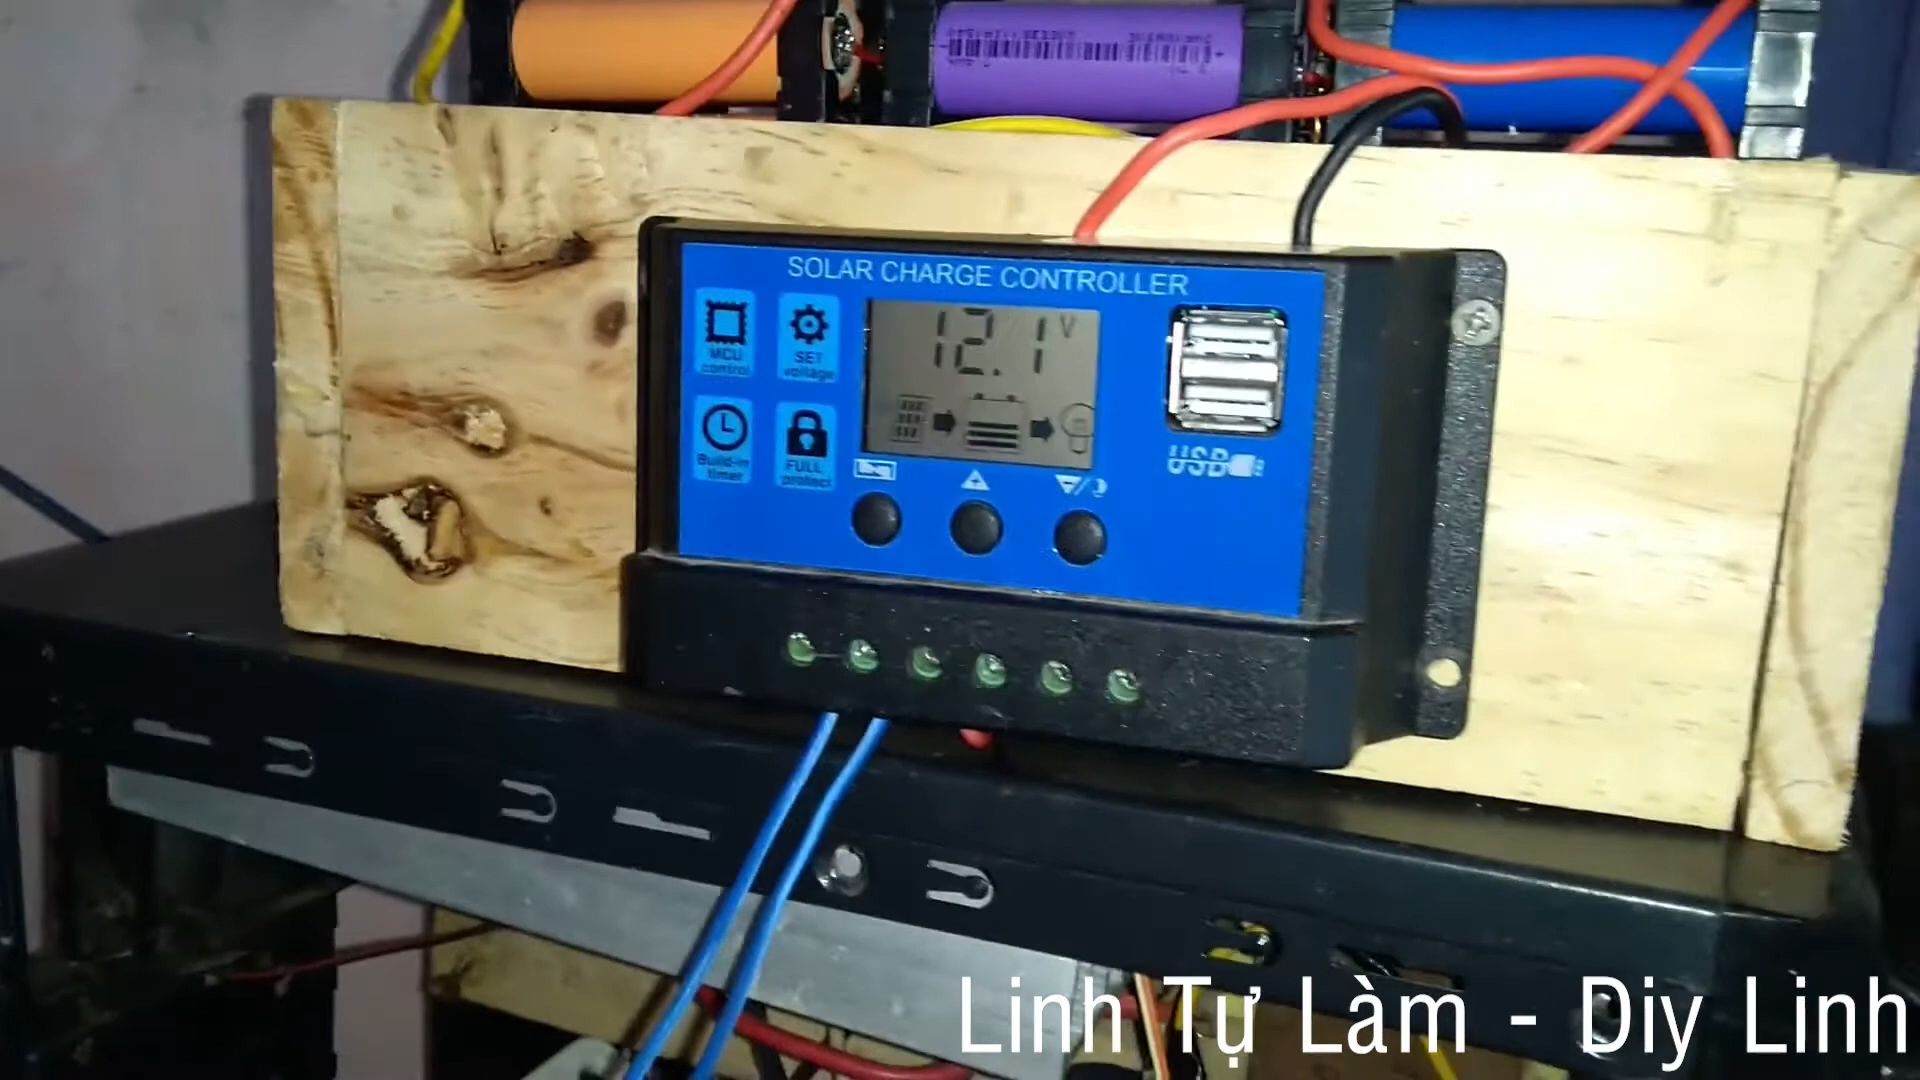 SOLAR CHARGE CONTROLLER
MCU
control
SET
voltage
12.1 V
Build-in
timer
FULL
protect
USB
Linh Tự Làm - Diy Linh